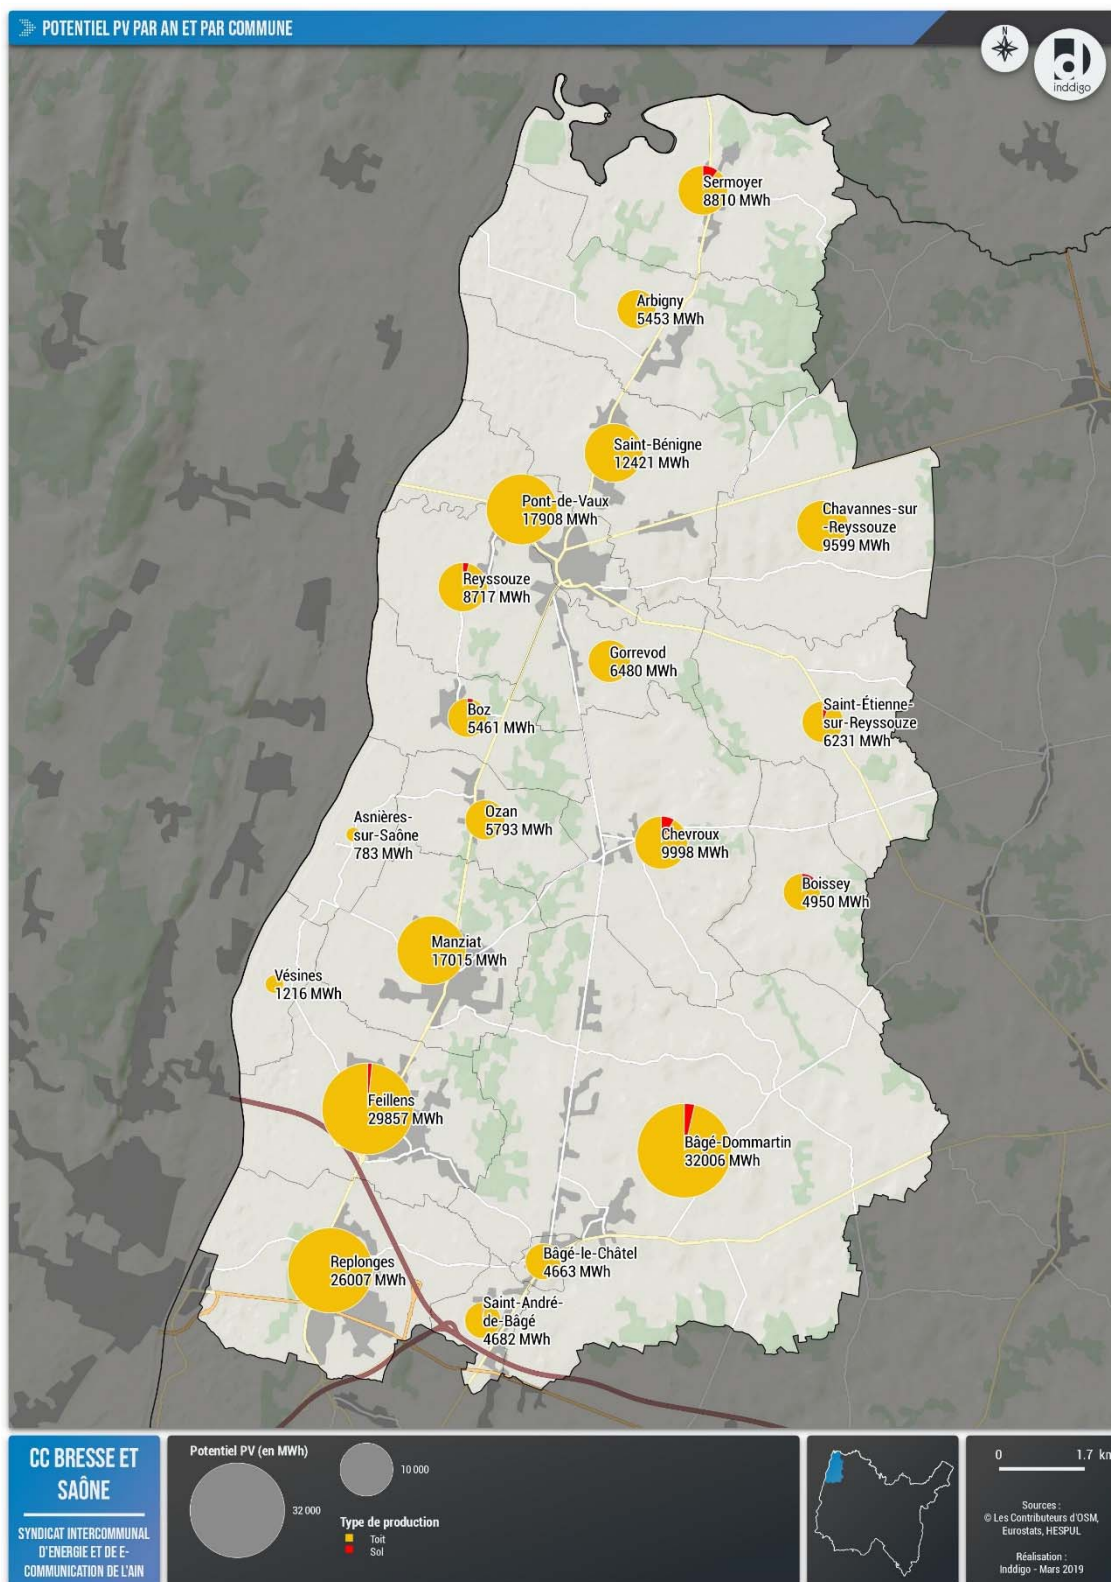 POTENTIEL PV PAR AN ET PAR COMMUNE
N
inddigo
Sermoyer
8810 MWh
Arbigny
5453 MWh
Saint-Bénigne
12421 MWh
Pont-de-Vaux
17908 MWh
Chavannes-sur
-Reyssouze
9599 MWh
Reyssouze
8717 MWh
Gorrevod
6480 MWh
Boz
5461 MWh
Saint-Étienne-
sur-Reyssouze
6231 MWh
Asnières-
sur-Saône
783 MWh
Ozan
5793 MWh
Chevroux
9998 MWh
Boissey
4950 MWh
Manziat
17015 MWh
Vésines
1216 MWh
Feillens
29857 MWh
Bâgé-Dommartin
32006 MWh
Replonges
26007 MWh
Bâgé-le-Châtel
4663 MWh
Saint-André-
de-Bâgé
4682 MWh
CC BRESSE ET
SAÔNE
SYNDICAT INTERCOMMUNAL
D'ENERGIE ET DE E-
COMMUNICATION DE L'AIN
Potentiel PV (en MWh)
32 000
10 000
Type de production
Toit
Sol
0 1.7 km
Sources :
© Les Contributeurs d'OSM,
Eurostats, HESPUL
Réalisation :
Inddigo - Mars 2019